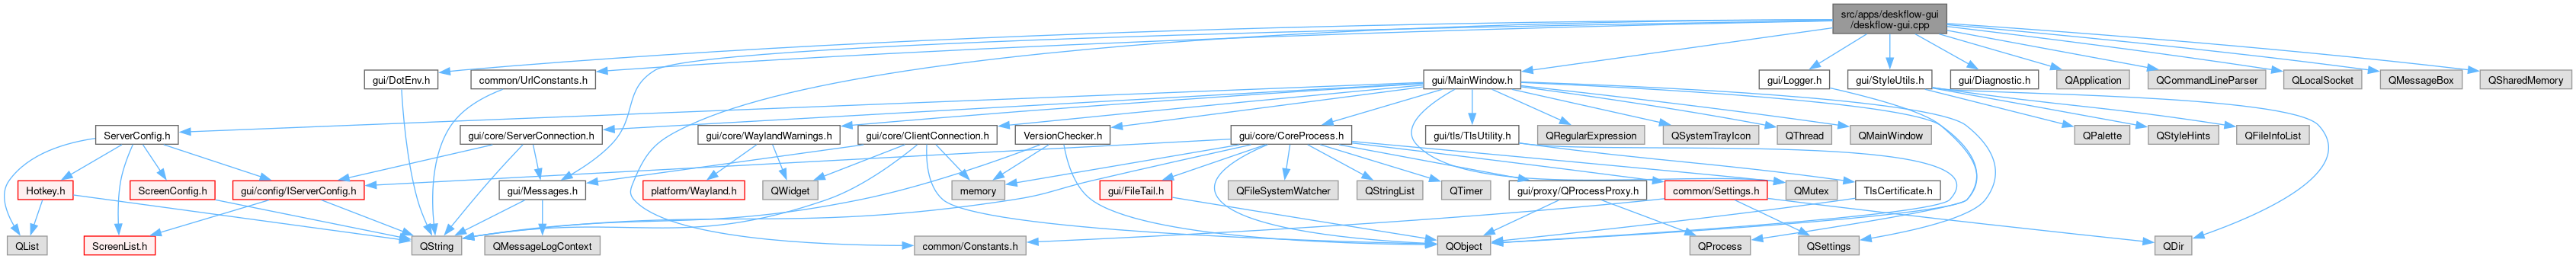 src/apps/deskflow-gui
/deskflow-gui.cpp
gui/DotEnv.h
common/UrlConstants.h
gui/MainWindow.h
gui/Logger.h
gui/StyleUtils.h
gui/Diagnostic.h
QApplication
QCommandLineParser
QLocalSocket
QMessageBox
QSharedMemory
ServerConfig.h
gui/core/ServerConnection.h
gui/core/WaylandWarnings.h
gui/core/ClientConnection.h
VersionChecker.h
gui/core/CoreProcess.h
gui/tls/TlsUtility.h
QRegularExpression
QSystemTrayIcon
QThread
QMainWindow
QPalette
QStyleHints
QFileInfoList
Hotkey.h
ScreenConfig.h
gui/config/IServerConfig.h
gui/Messages.h
platform/Wayland.h
QWidget
memory
gui/FileTail.h
QFileSystemWatcher
QStringList
QTimer
gui/proxy/QProcessProxy.h
common/Settings.h
QMutex
TlsCertificate.h
QList
ScreenList.h
QString
QMessageLogContext
common/Constants.h
QObject
QProcess
QSettings
QDir